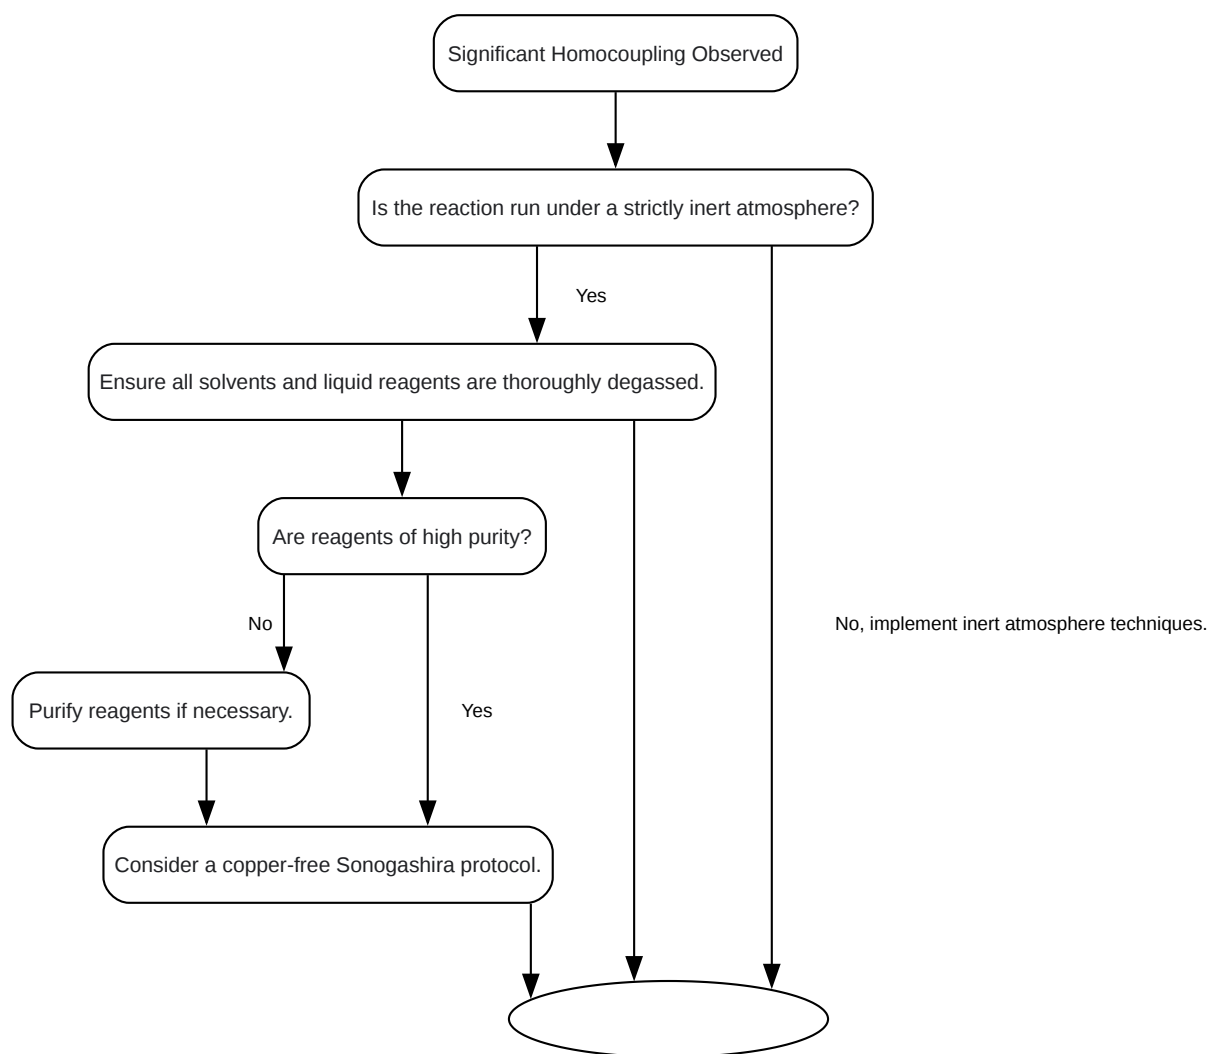 Significant Homocoupling Observed
Is the reaction run under a strictly inert atmosphere?
Yes
Ensure all solvents and liquid reagents are thoroughly degassed.
Are reagents of high purity?
No
No, implement inert atmosphere techniques.
Purify reagents if necessary.
Yes
Consider a copper-free Sonogashira protocol.